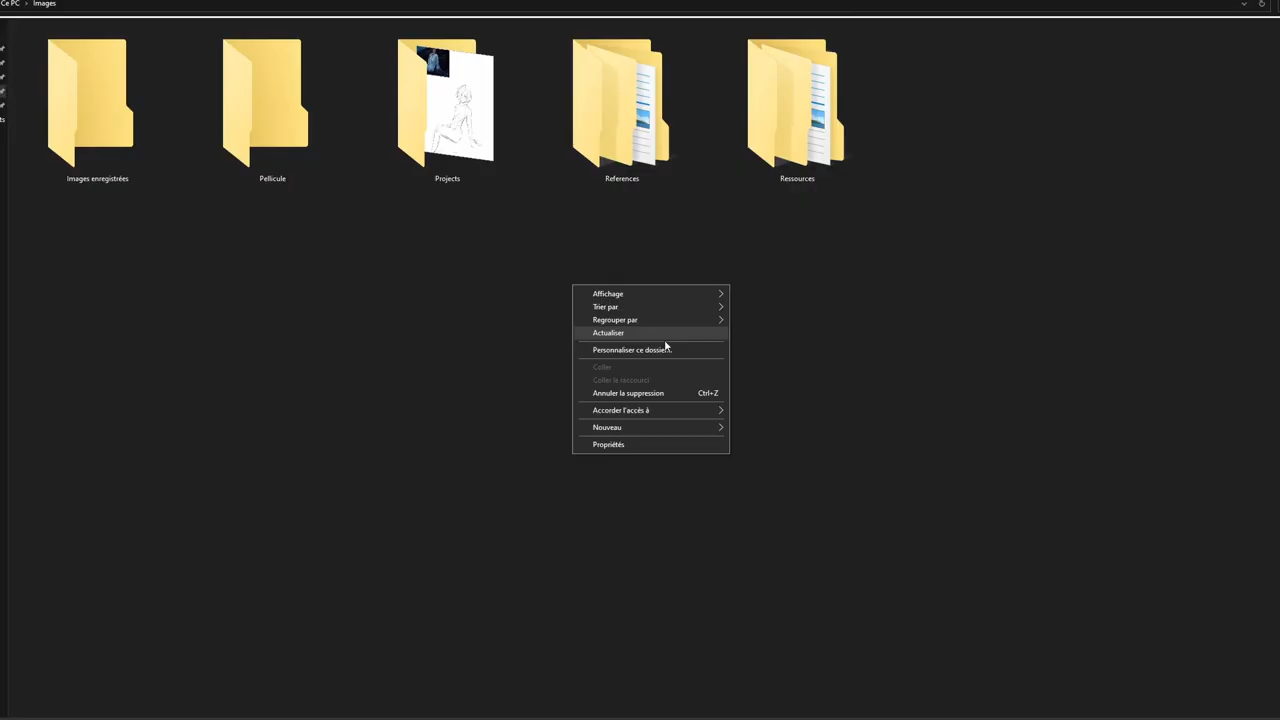 Ce PC > Images
ts
Images enregistrées
Pellicule
Projects
References
Ressources
Affichage
Trier par
Regrouper par
Actualiser
Personnaliser ce dossier...
Coller
Coller le raccourci
Annuler la suppression Ctrl+Z
Accorder l'accès à
Nouveau
Propriétés